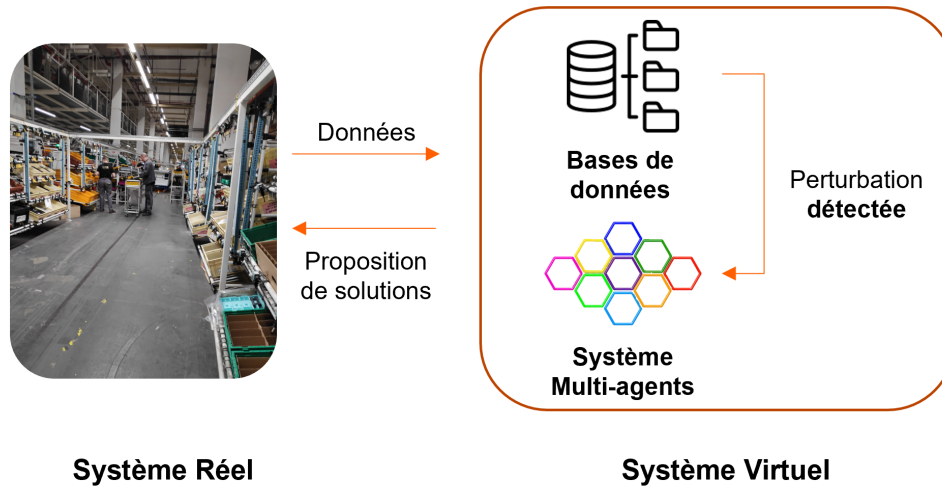 Données
Proposition
de solutions
Bases de
données
Perturbation
détectée
Système
Multi-agents
Système Réel
Système Virtuel